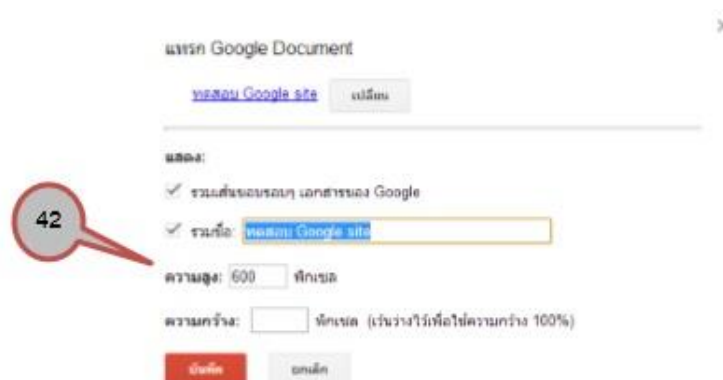 แทรก Google Document
ทดสอบ Google site เปลี่ยน
แสดง:
รวมเส้นขอบรอบๆ เอกสารของ Google
รวมชื่อ: ทดสอบ Google site
42
ความสูง: 600 พิกเซล
ความกว้าง: พิกเซล (เว้นว่างไว้เพื่อใช้ความกว้าง 100%)
บันทึก ยกเลิก